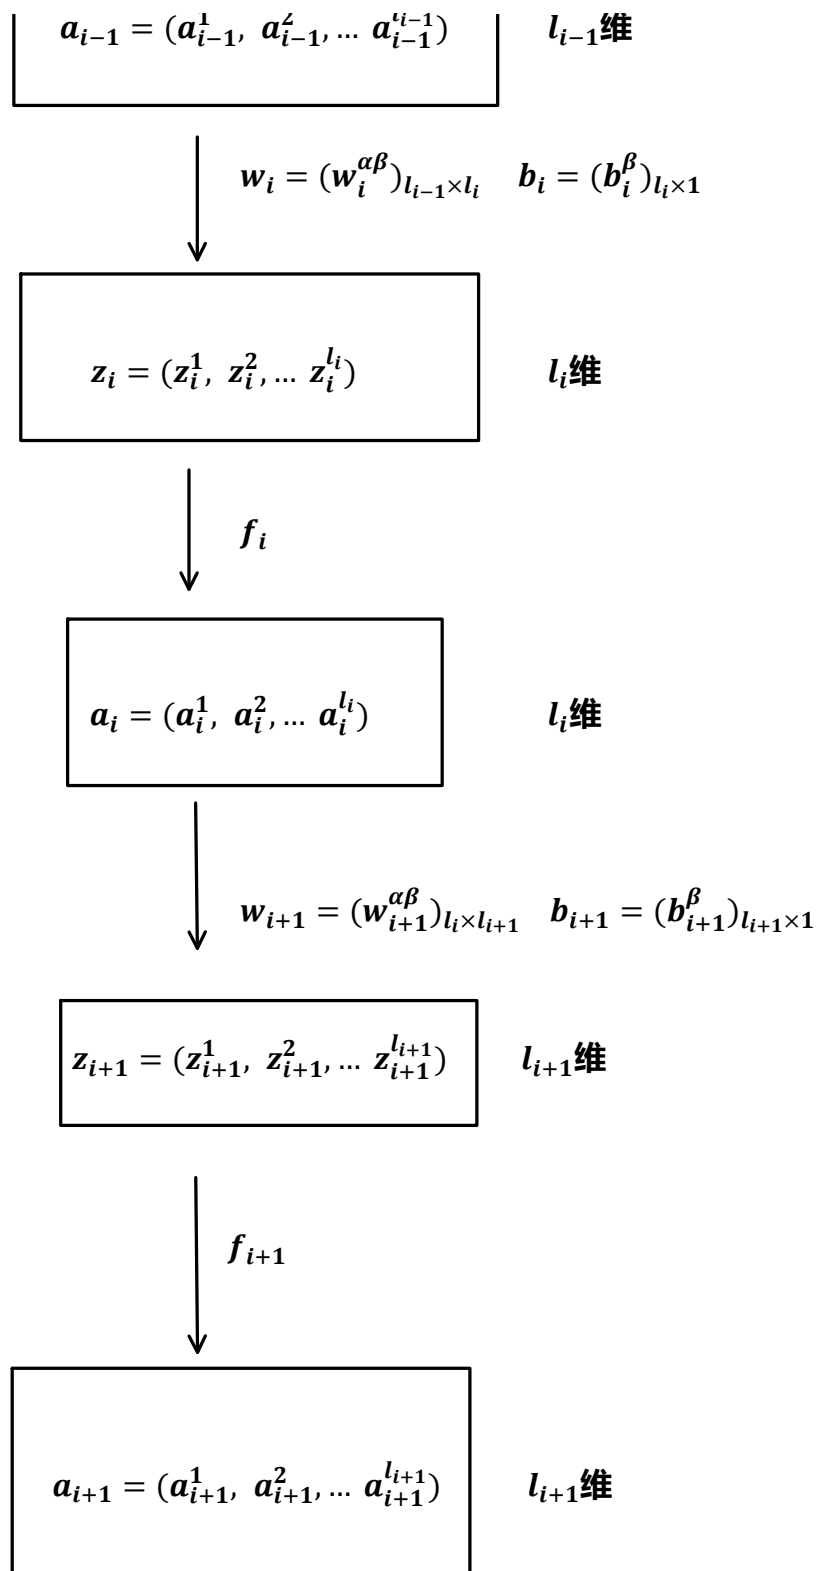 a_{i−1} = (a_{i−1}^1, a_{i−1}^2, … a_{i−1}^{l_{i−1}}) l_{i−1}维
w_i = (w_i^{αβ})_{l_{i−1}×l_i} b_i = (b_i^β)_{l_i×1}
z_i = (z_i^1, z_i^2, … z_i^{l_i}) l_i维
f_i
a_i = (a_i^1, a_i^2, … a_i^{l_i}) l_i维
w_{i+1} = (w_{i+1}^{αβ})_{l_i×l_{i+1}} b_{i+1} = (b_{i+1}^β)_{l_{i+1}×1}
z_{i+1} = (z_{i+1}^1, z_{i+1}^2, … z_{i+1}^{l_{i+1}}) l_{i+1}维
f_{i+1}
a_{i+1} = (a_{i+1}^1, a_{i+1}^2, … a_{i+1}^{l_{i+1}}) l_{i+1}维